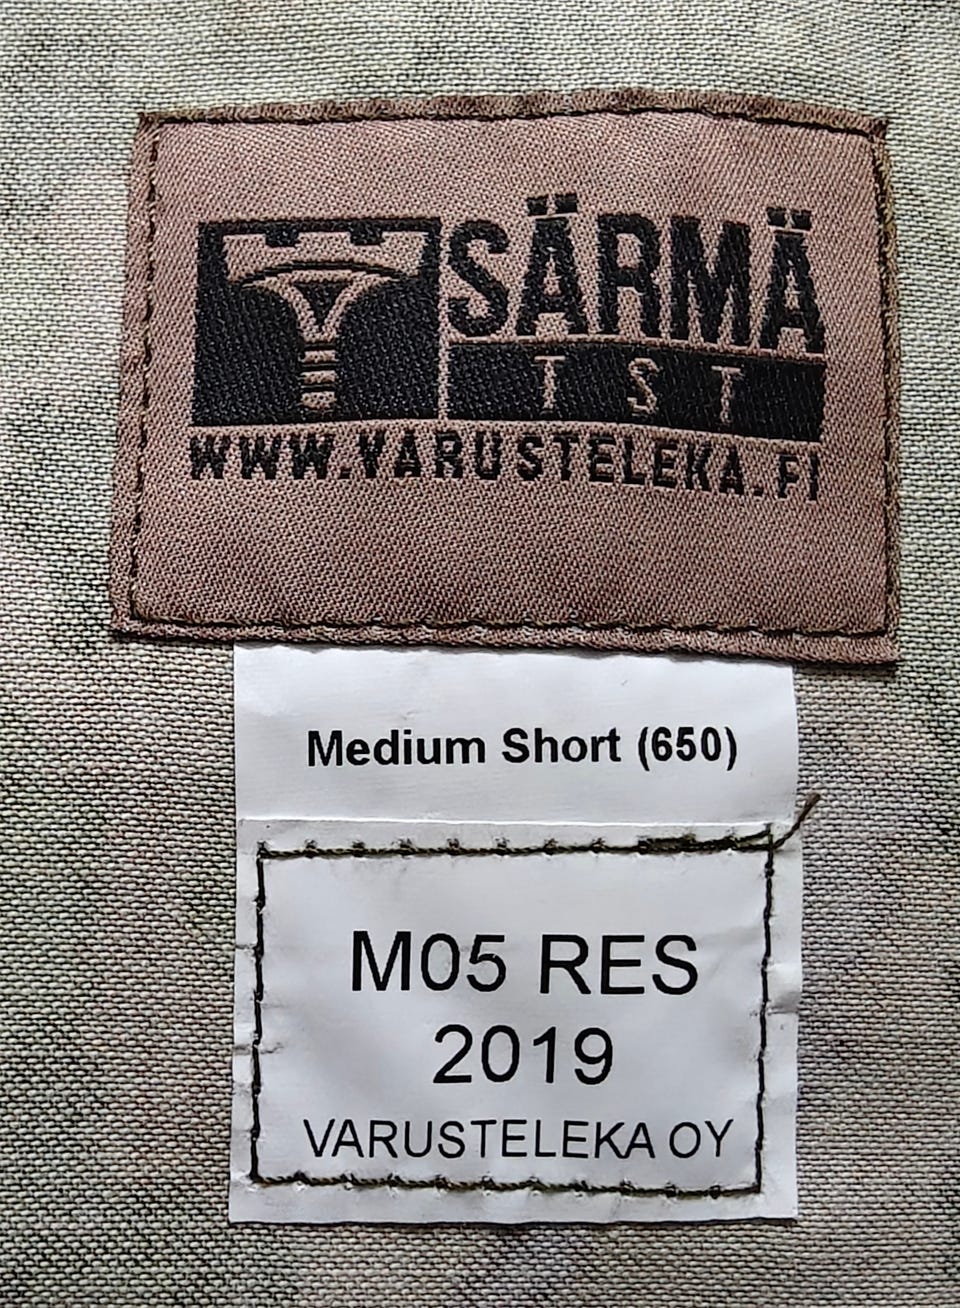 SÄRMÄ
TST
WWW.VARUSTELEKA.FI
Medium Short (650)
M05 RES
2019
VARUSTELEKA OY